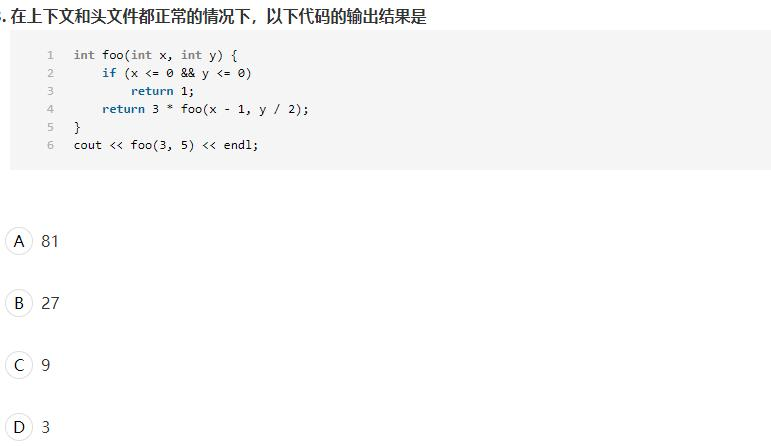 . 在上下文和头文件都正常的情况下，以下代码的输出结果是
1 int foo(int x, int y) {
2     if (x <= 0 && y <= 0)
3         return 1;
4     return 3 * foo(x - 1, y / 2);
5 }
6 cout << foo(3, 5) << endl;
A 81
B 27
C 9
D 3